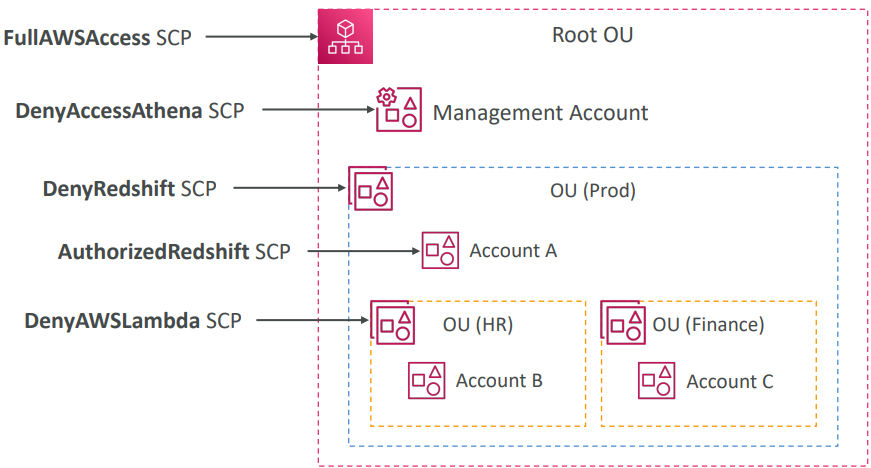 FullAWSAccess SCP
Root OU
DenyAccessAthena SCP
Management Account
DenyRedshift SCP
OU (Prod)
AuthorizedRedshift SCP
Account A
DenyAWSLambda SCP
OU (HR)
OU (Finance)
Account B
Account C